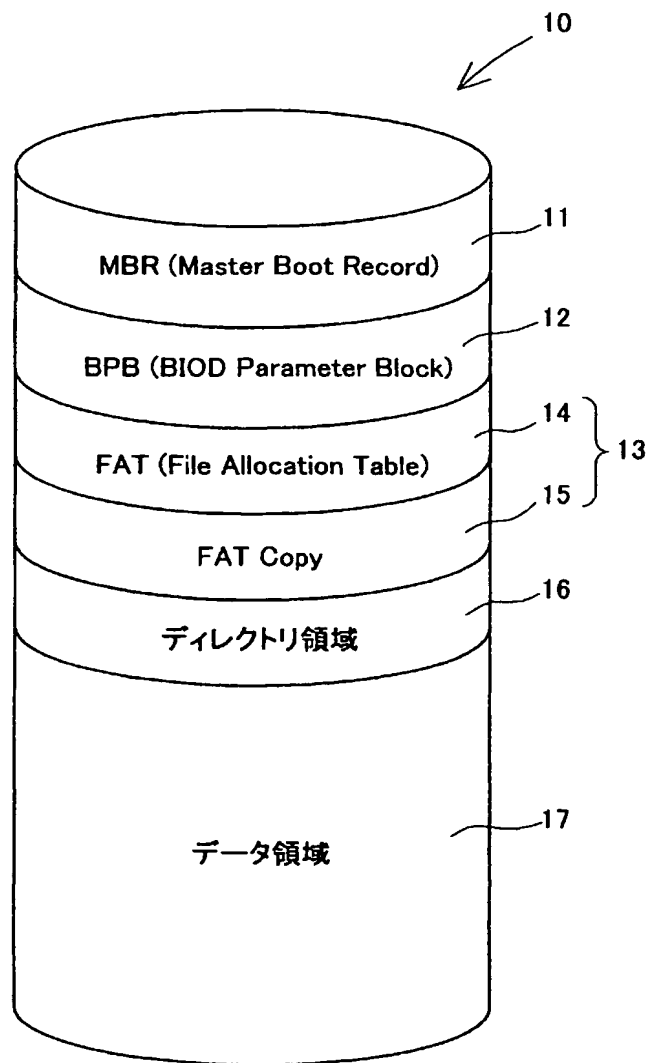 10
MBR (Master Boot Record)
11
BPB (BIOD Parameter Block)
12
FAT (File Allocation Table)
14
13
FAT Copy
15
ディレクトリ領域
16
データ領域
17